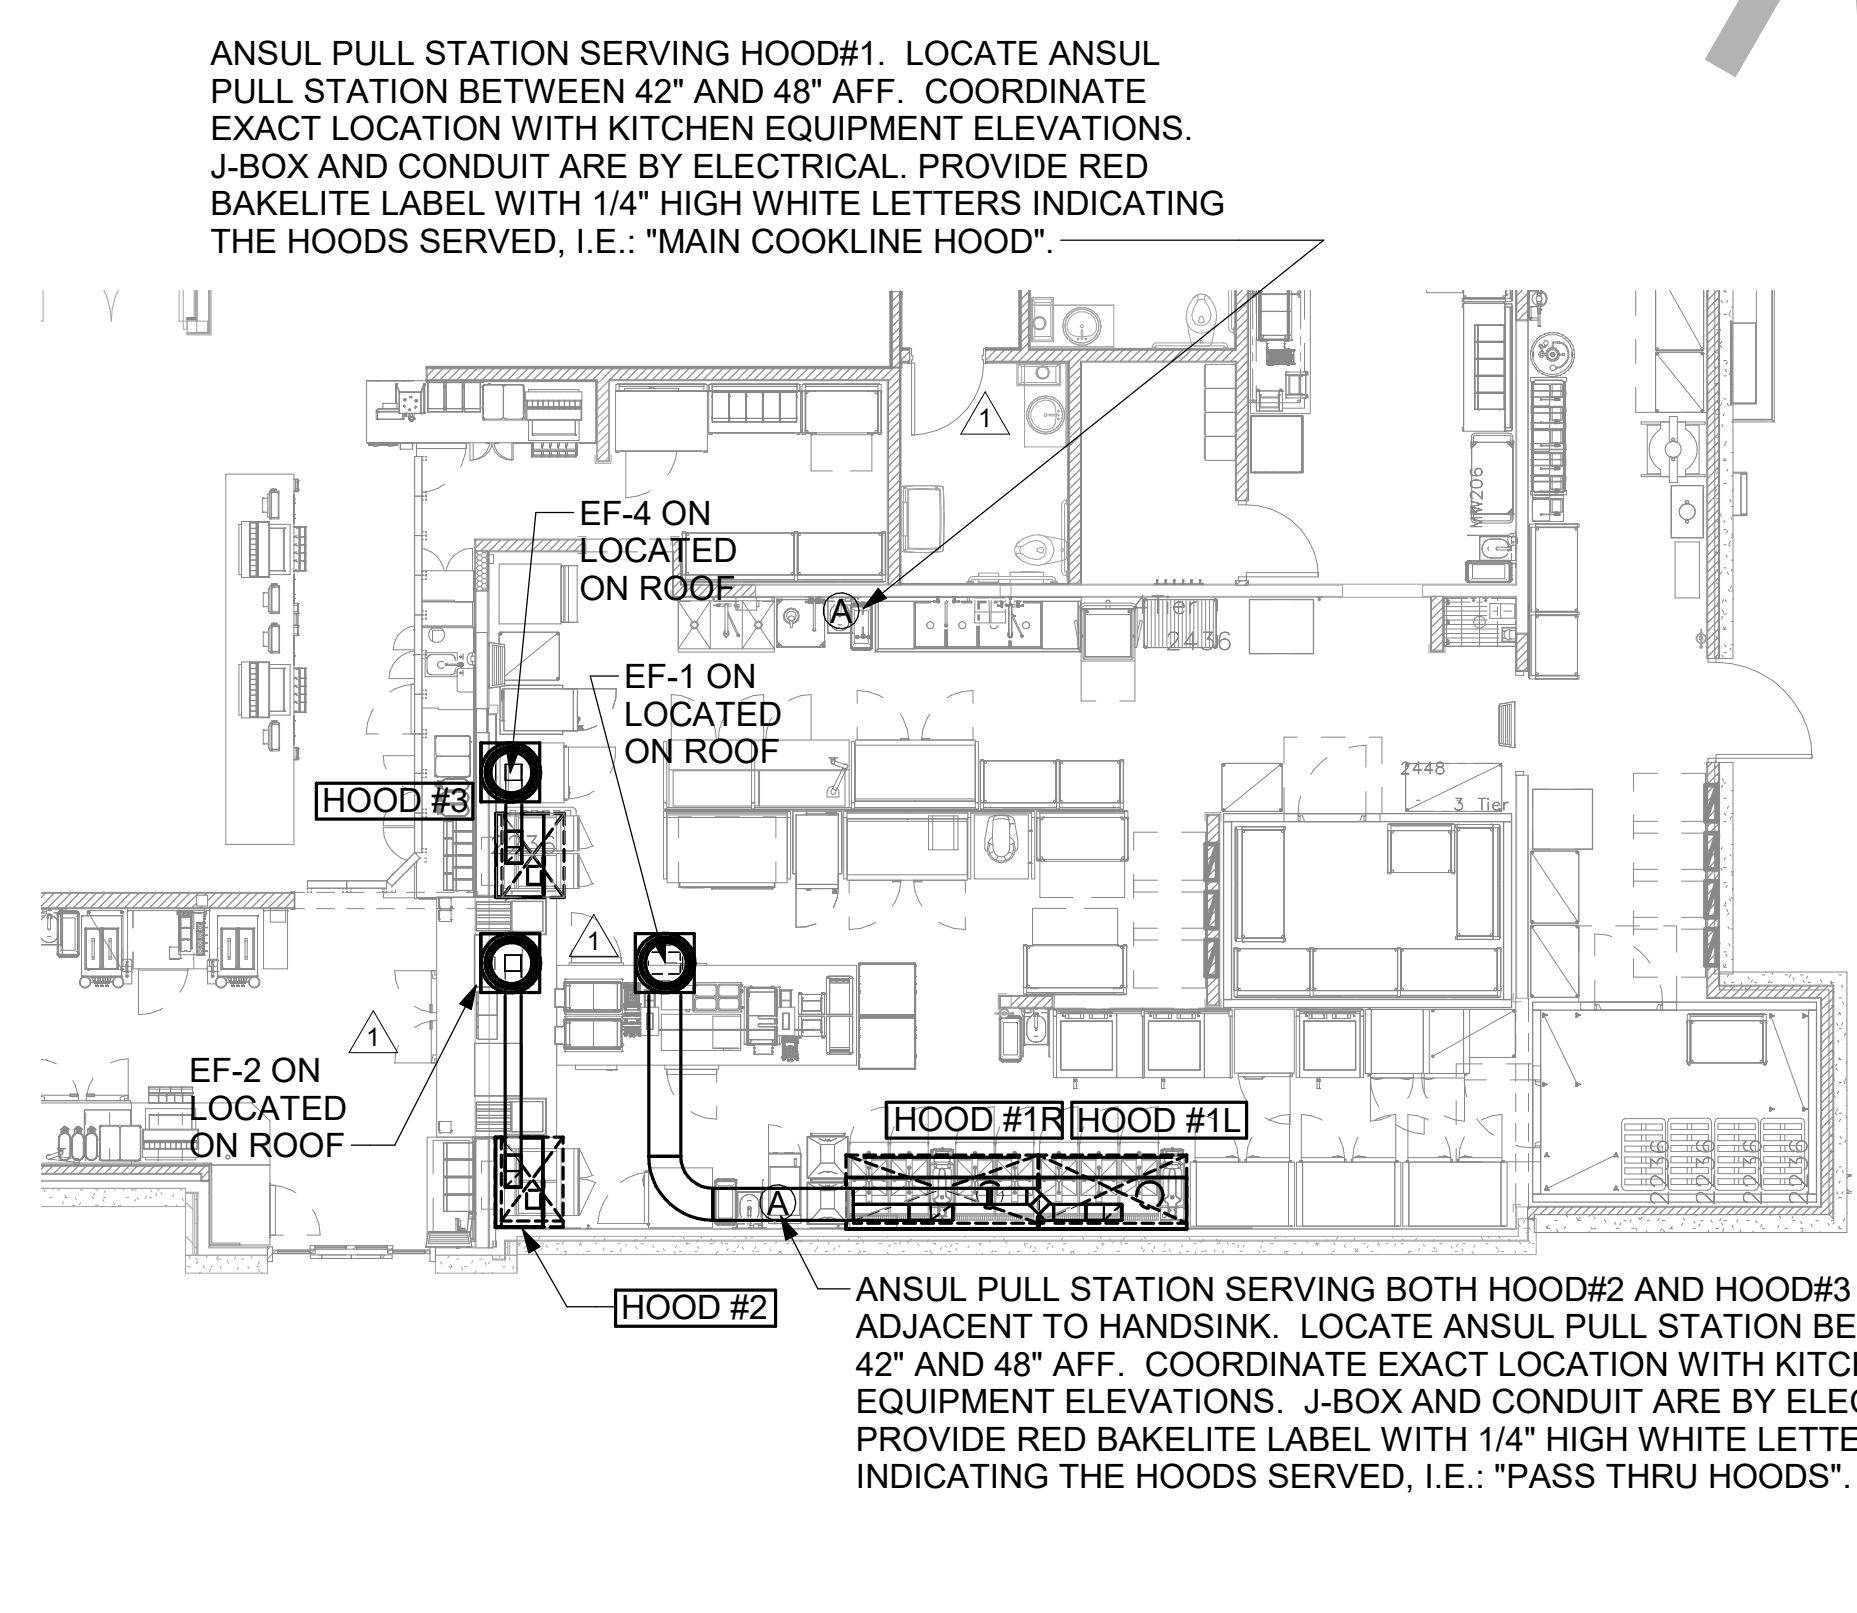 ANSUL PULL STATION SERVING HOOD#1.  LOCATE ANSUL
PULL STATION BETWEEN 42" AND 48" AFF.  COORDINATE
EXACT LOCATION WITH KITCHEN EQUIPMENT ELEVATIONS.
J-BOX AND CONDUIT ARE BY ELECTRICAL. PROVIDE RED
BAKELITE LABEL WITH 1/4" HIGH WHITE LETTERS INDICATING
THE HOODS SERVED, I.E.: "MAIN COOKLINE HOOD".
1
MW206
EF-4 ON
LOCATED
ON ROOF
A
Tier
2436
EF-1 ON
LOCATED
ON ROOF
2448
3 Tier
HOOD #3
1
1
EF-2 ON
LOCATED
ON ROOF
HOOD #1R
HOOD #1L
2236
2236
2236
2236
A
HOOD #2
ANSUL PULL STATION SERVING BOTH HOOD#2 AND HOOD#3
ADJACENT TO HANDSINK.  LOCATE ANSUL PULL STATION BE
42" AND 48" AFF.  COORDINATE EXACT LOCATION WITH KITCH
EQUIPMENT ELEVATIONS.  J-BOX AND CONDUIT ARE BY ELEC
PROVIDE RED BAKELITE LABEL WITH 1/4" HIGH WHITE LETTE
INDICATING THE HOODS SERVED, I.E.: "PASS THRU HOODS".